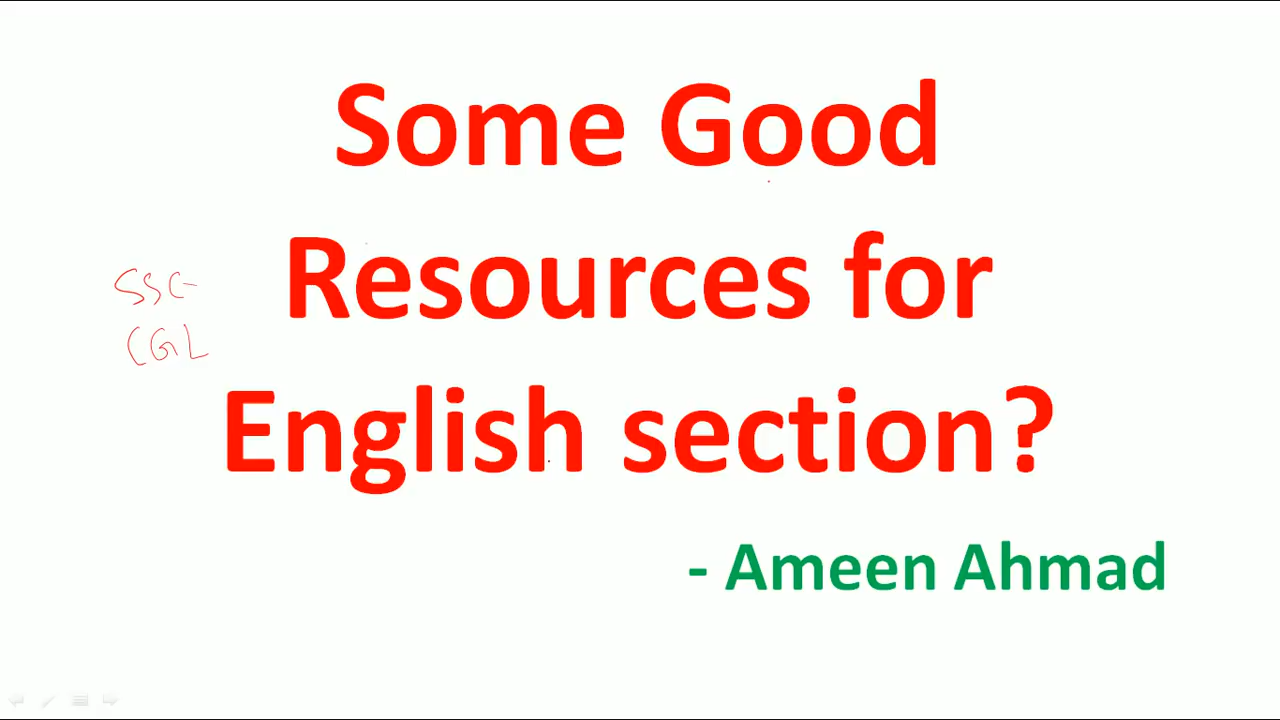 Some Good
Resources for
English section?
- Ameen Ahmad
SSC
CGL